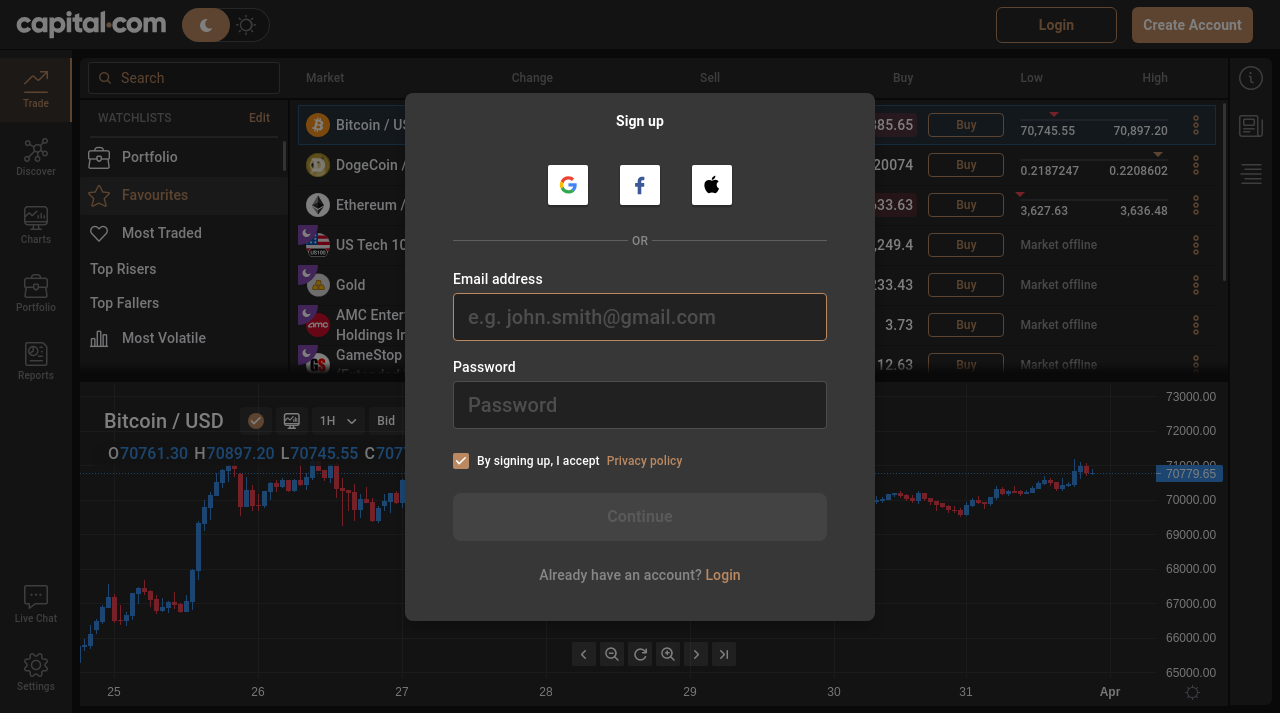 capital.com
Login
Create Account
Trade
Discover
Charts
Portfolio
Reports
Live Chat
Settings
Search
WATCHLISTS Edit
Portfolio
Favourites
Most Traded
Top Risers
Top Fallers
Most Volatile
Market Change Sell Buy Low High
Bitcoin / US 385.65 Buy 70,745.55 70,897.20
DogeCoin / 20074 Buy 0.2187247 0.2208602
Ethereum / 633.63 Buy 3,627.63 3,636.48
US Tech 10 ,249.4 Buy Market offline
Gold 233.43 Buy Market offline
AMC Enter
Holdings In 3.73 Buy Market offline
GameStop 12.63 Buy Market offline
Sign up
OR
Email address
e.g. john.smith@gmail.com
Password
Password
By signing up, I accept Privacy policy
Continue
Already have an account? Login
Bitcoin / USD 1H Bid
O70761.30 H70897.20 L70745.55 C707
73000.00
72000.00
71000.00
70779.65
70000.00
69000.00
68000.00
67000.00
66000.00
65000.00
25 26 27 28 29 30 31 Apr